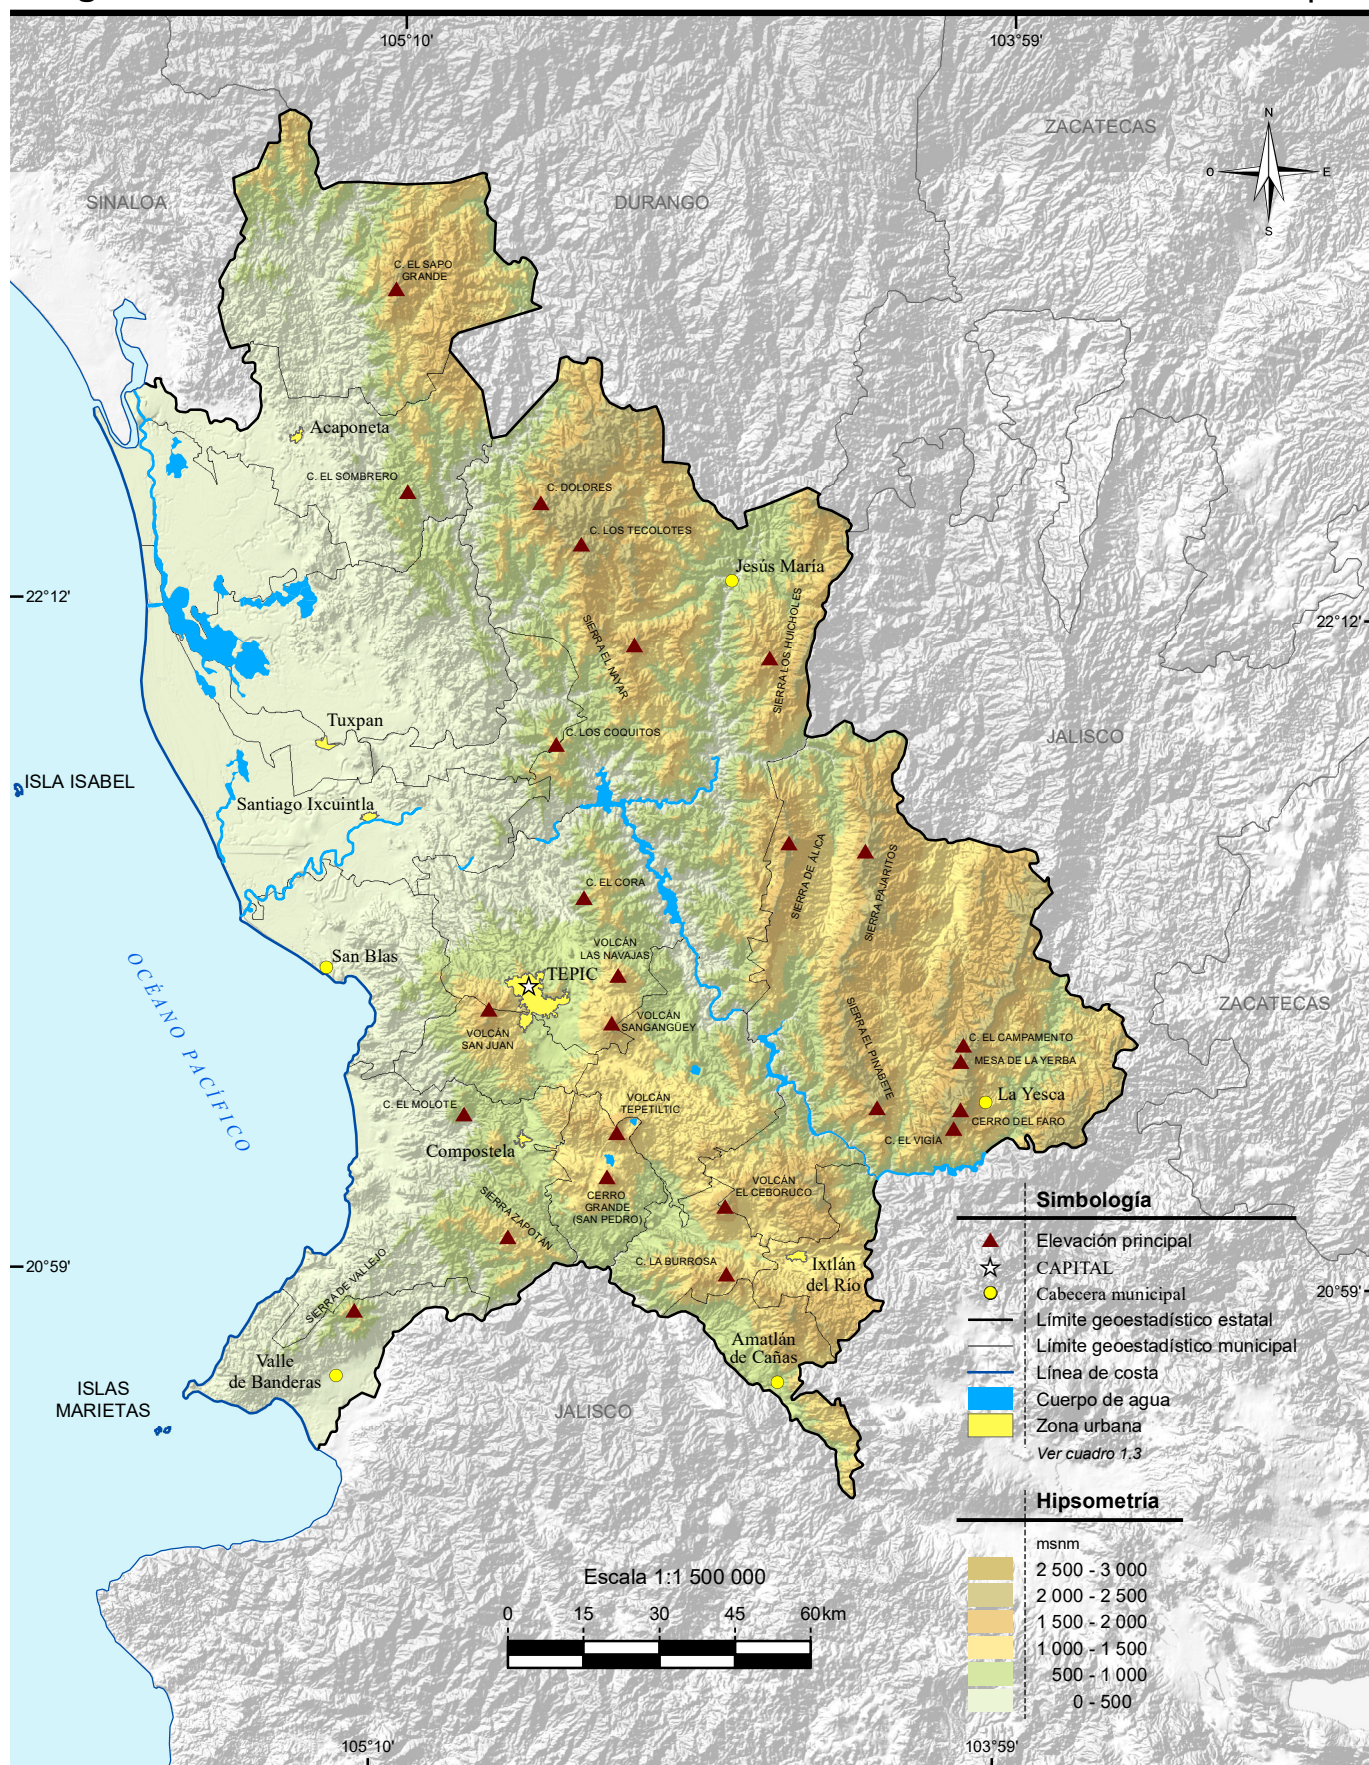 105°10'
103°59'
ZACATECAS
N
O
E
S
SINALOA
DURANGO
C. EL SAPO
GRANDE
Acaponeta
C. EL SOMBRERO
C. DOLORES
C. LOS TECOLOTES
Jesús María
22°12'
22°12'
SIERRA EL NAYAR
SIERRA LOS HUICHOLES
Tuxpan
C. LOS COQUITOS
JALISCO
ISLA ISABEL
Santiago Ixcuintla
SIERRA DE ÁLICA
SIERRA PAJARITOS
C. EL CORA
VOLCÁN
LAS NAVAJAS
San Blas
TEPIC
OCÉANO PACÍFICO
ZACATECAS
VOLCÁN
SANGANGÜEY
VOLCÁN
SAN JUAN
SIERRA EL PINABETE
C. EL CAMPAMENTO
MESA DE LA YERBA
La Yesca
C. EL MOLOTE
VOLCÁN
TEPETILTIC
CERRO DEL FARO
C. EL VIGÍA
Compostela
VOLCÁN
EL CEBORUCO
CERRO
GRANDE
(SAN PEDRO)
SIERRA ZAPOTÁN
C. LA BURROSA
Ixtlán
del Río
20°59'
20°59'
SIERRA DE VALLEJO
Amatlán
de Cañas
Valle
de Banderas
ISLAS
MARIETAS
JALISCO
Simbología
Elevación principal
CAPITAL
Cabecera municipal
Límite geoestadístico estatal
Límite geoestadístico municipal
Línea de costa
Cuerpo de agua
Zona urbana
Ver cuadro 1.3
Hipsometría
msnm
2 500 - 3 000
2 000 - 2 500
1 500 - 2 000
1 000 - 1 500
500 - 1 000
0 - 500
Escala 1:1 500 000
0 15 30 45 60 km
105°10'
103°59'